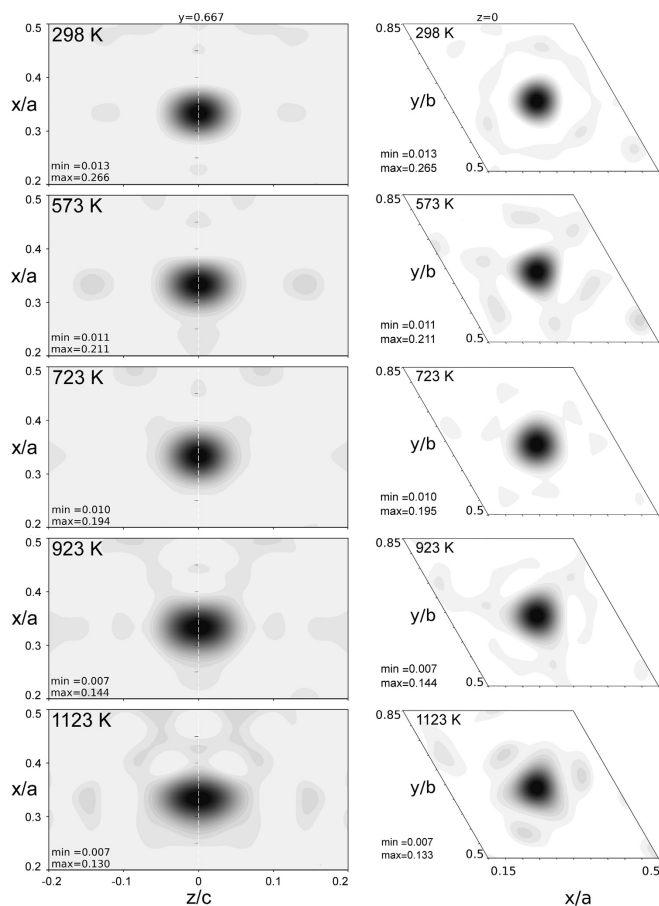 y=0.667
298 K
x/a
0.5
0.4
0.3
0.2
min =0.013
max=0.266
z=0
0.85
298 K
y/b
min =0.013
max=0.265
0.5
573 K
x/a
0.5
0.4
0.3
0.2
min =0.011
max=0.211
0.85
573 K
y/b
min =0.011
max=0.211
0.5
723 K
x/a
0.5
0.4
0.3
0.2
min =0.010
max=0.194
0.85
723 K
y/b
min =0.010
max=0.195
0.5
923 K
x/a
0.5
0.4
0.3
0.2
min =0.007
max=0.144
0.85
923 K
y/b
min =0.007
max=0.144
0.5
1123 K
x/a
0.5
0.4
0.3
0.2
min =0.007
max=0.130
-0.2 -0.1 0 0.1 0.2
z/c
0.85
1123 K
y/b
min =0.007
max=0.133
0.5
0.15 0.5
x/a